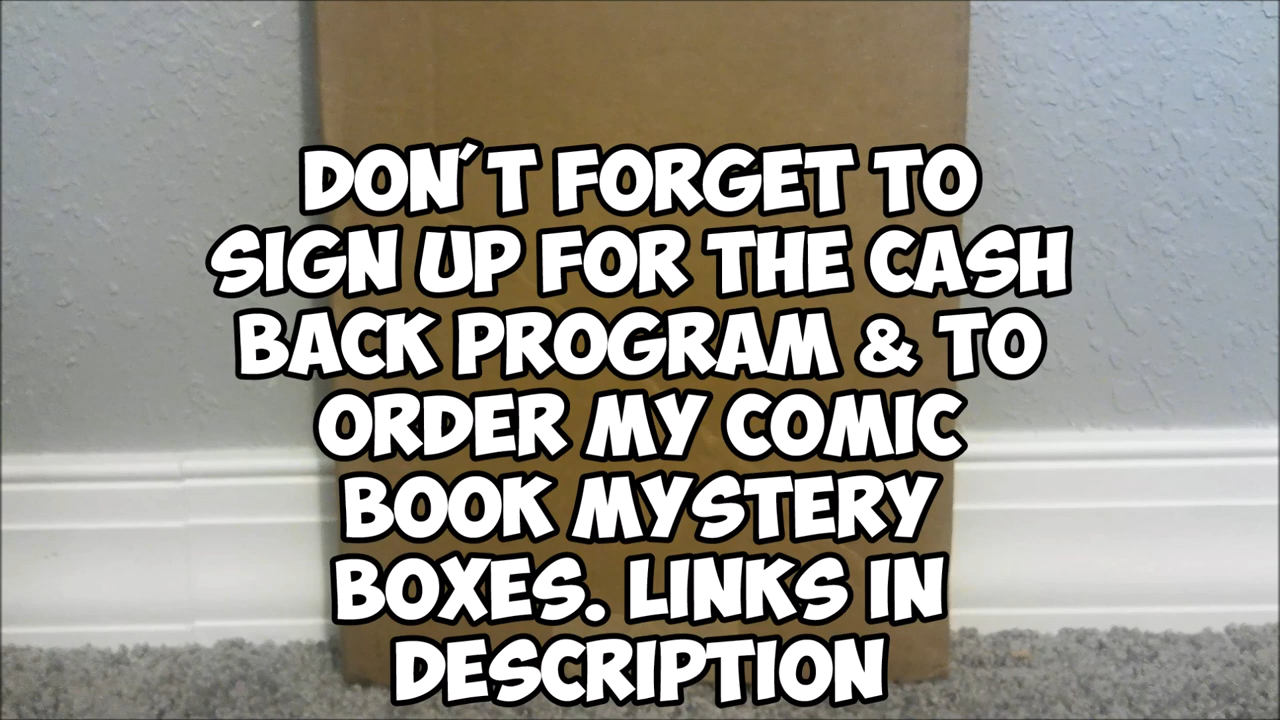 DON'T FORGET TO
SIGN UP FOR THE CASH
BACK PROGRAM & TO
ORDER MY COMIC
BOOK MYSTERY
BOXES. LINKS IN
DESCRIPTION